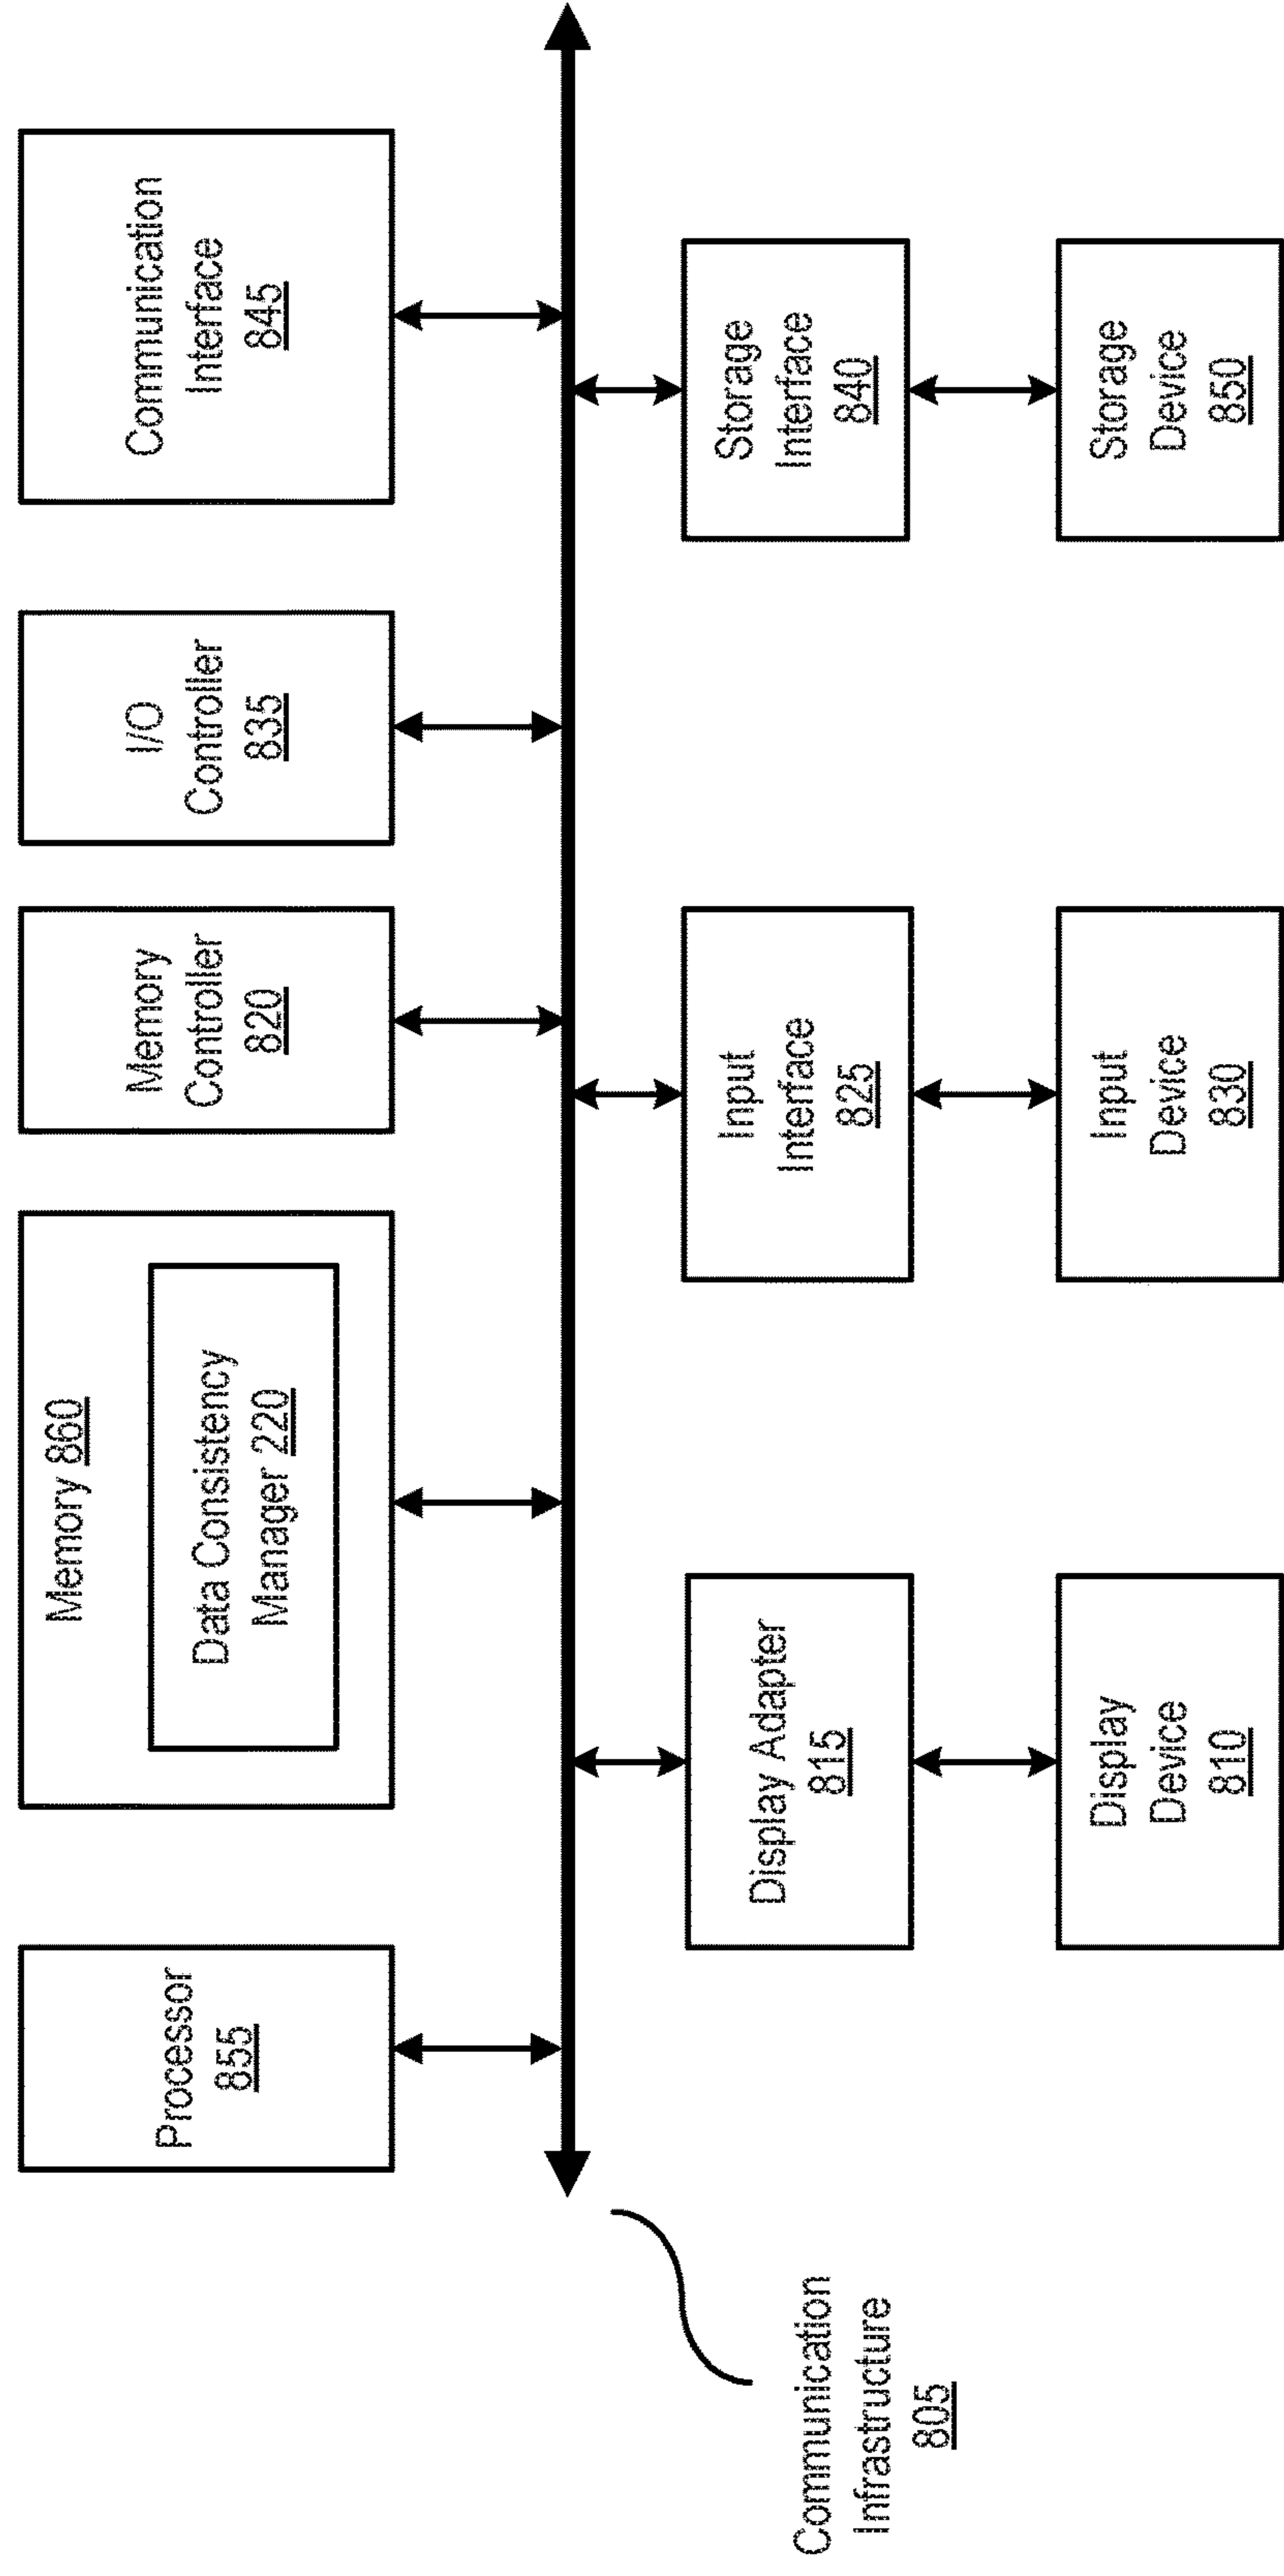 Processor
855
Memory 860
Data Consistency
Manager 220
Memory
Controller
820
I/O
Controller
835
Communication
Interface
845
Communication
Infrastructure
805
Display Adapter
815
Input
Interface
825
Storage
Interface
840
Display
Device
810
Input
Device
830
Storage
Device
850